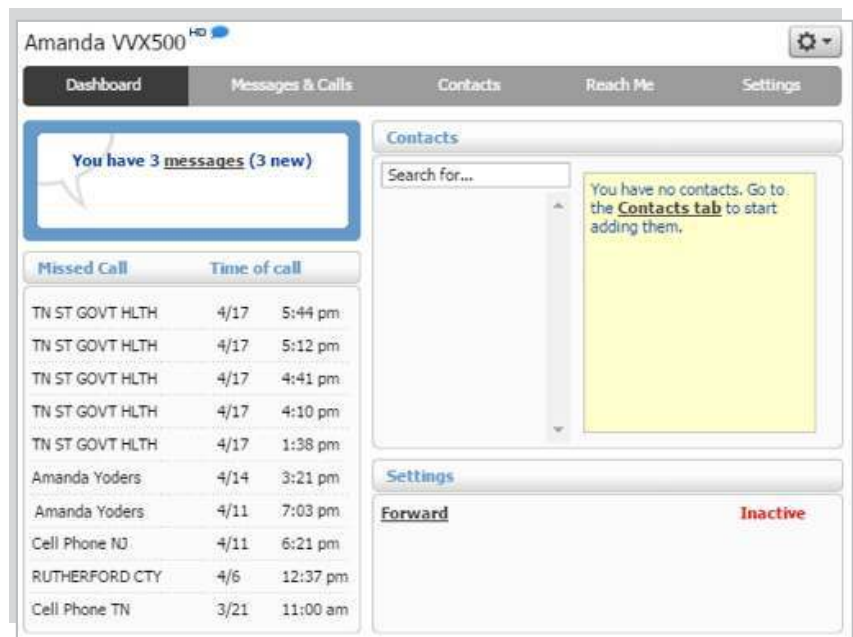 Amanda VVX500 HD
Dashboard Messages & Calls Contacts Reach Me Settings
You have 3 messages (3 new)
Missed Call Time of call
TN ST GOVT HLTH 4/17 5:44 pm
TN ST GOVT HLTH 4/17 5:12 pm
TN ST GOVT HLTH 4/17 4:41 pm
TN ST GOVT HLTH 4/17 4:10 pm
TN ST GOVT HLTH 4/17 1:38 pm
Amanda Yoders 4/14 3:21 pm
Amanda Yoders 4/11 7:03 pm
Cell Phone NJ 4/11 6:21 pm
RUTHERFORD CTY 4/6 12:37 pm
Cell Phone TN 3/21 11:00 am
Contacts
Search for...
You have no contacts. Go to
the Contacts tab to start
adding them.
Settings
Forward Inactive